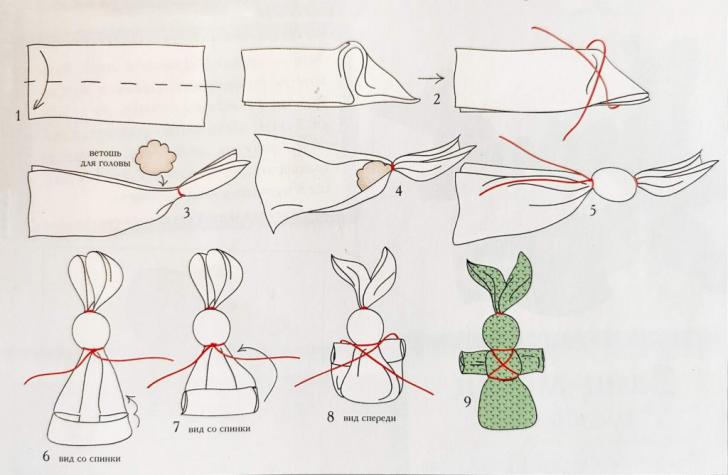 1
2
ветошь
для головы
3
4
5
6 вид со спинки
7 вид со спинки
8 вид спереди
9